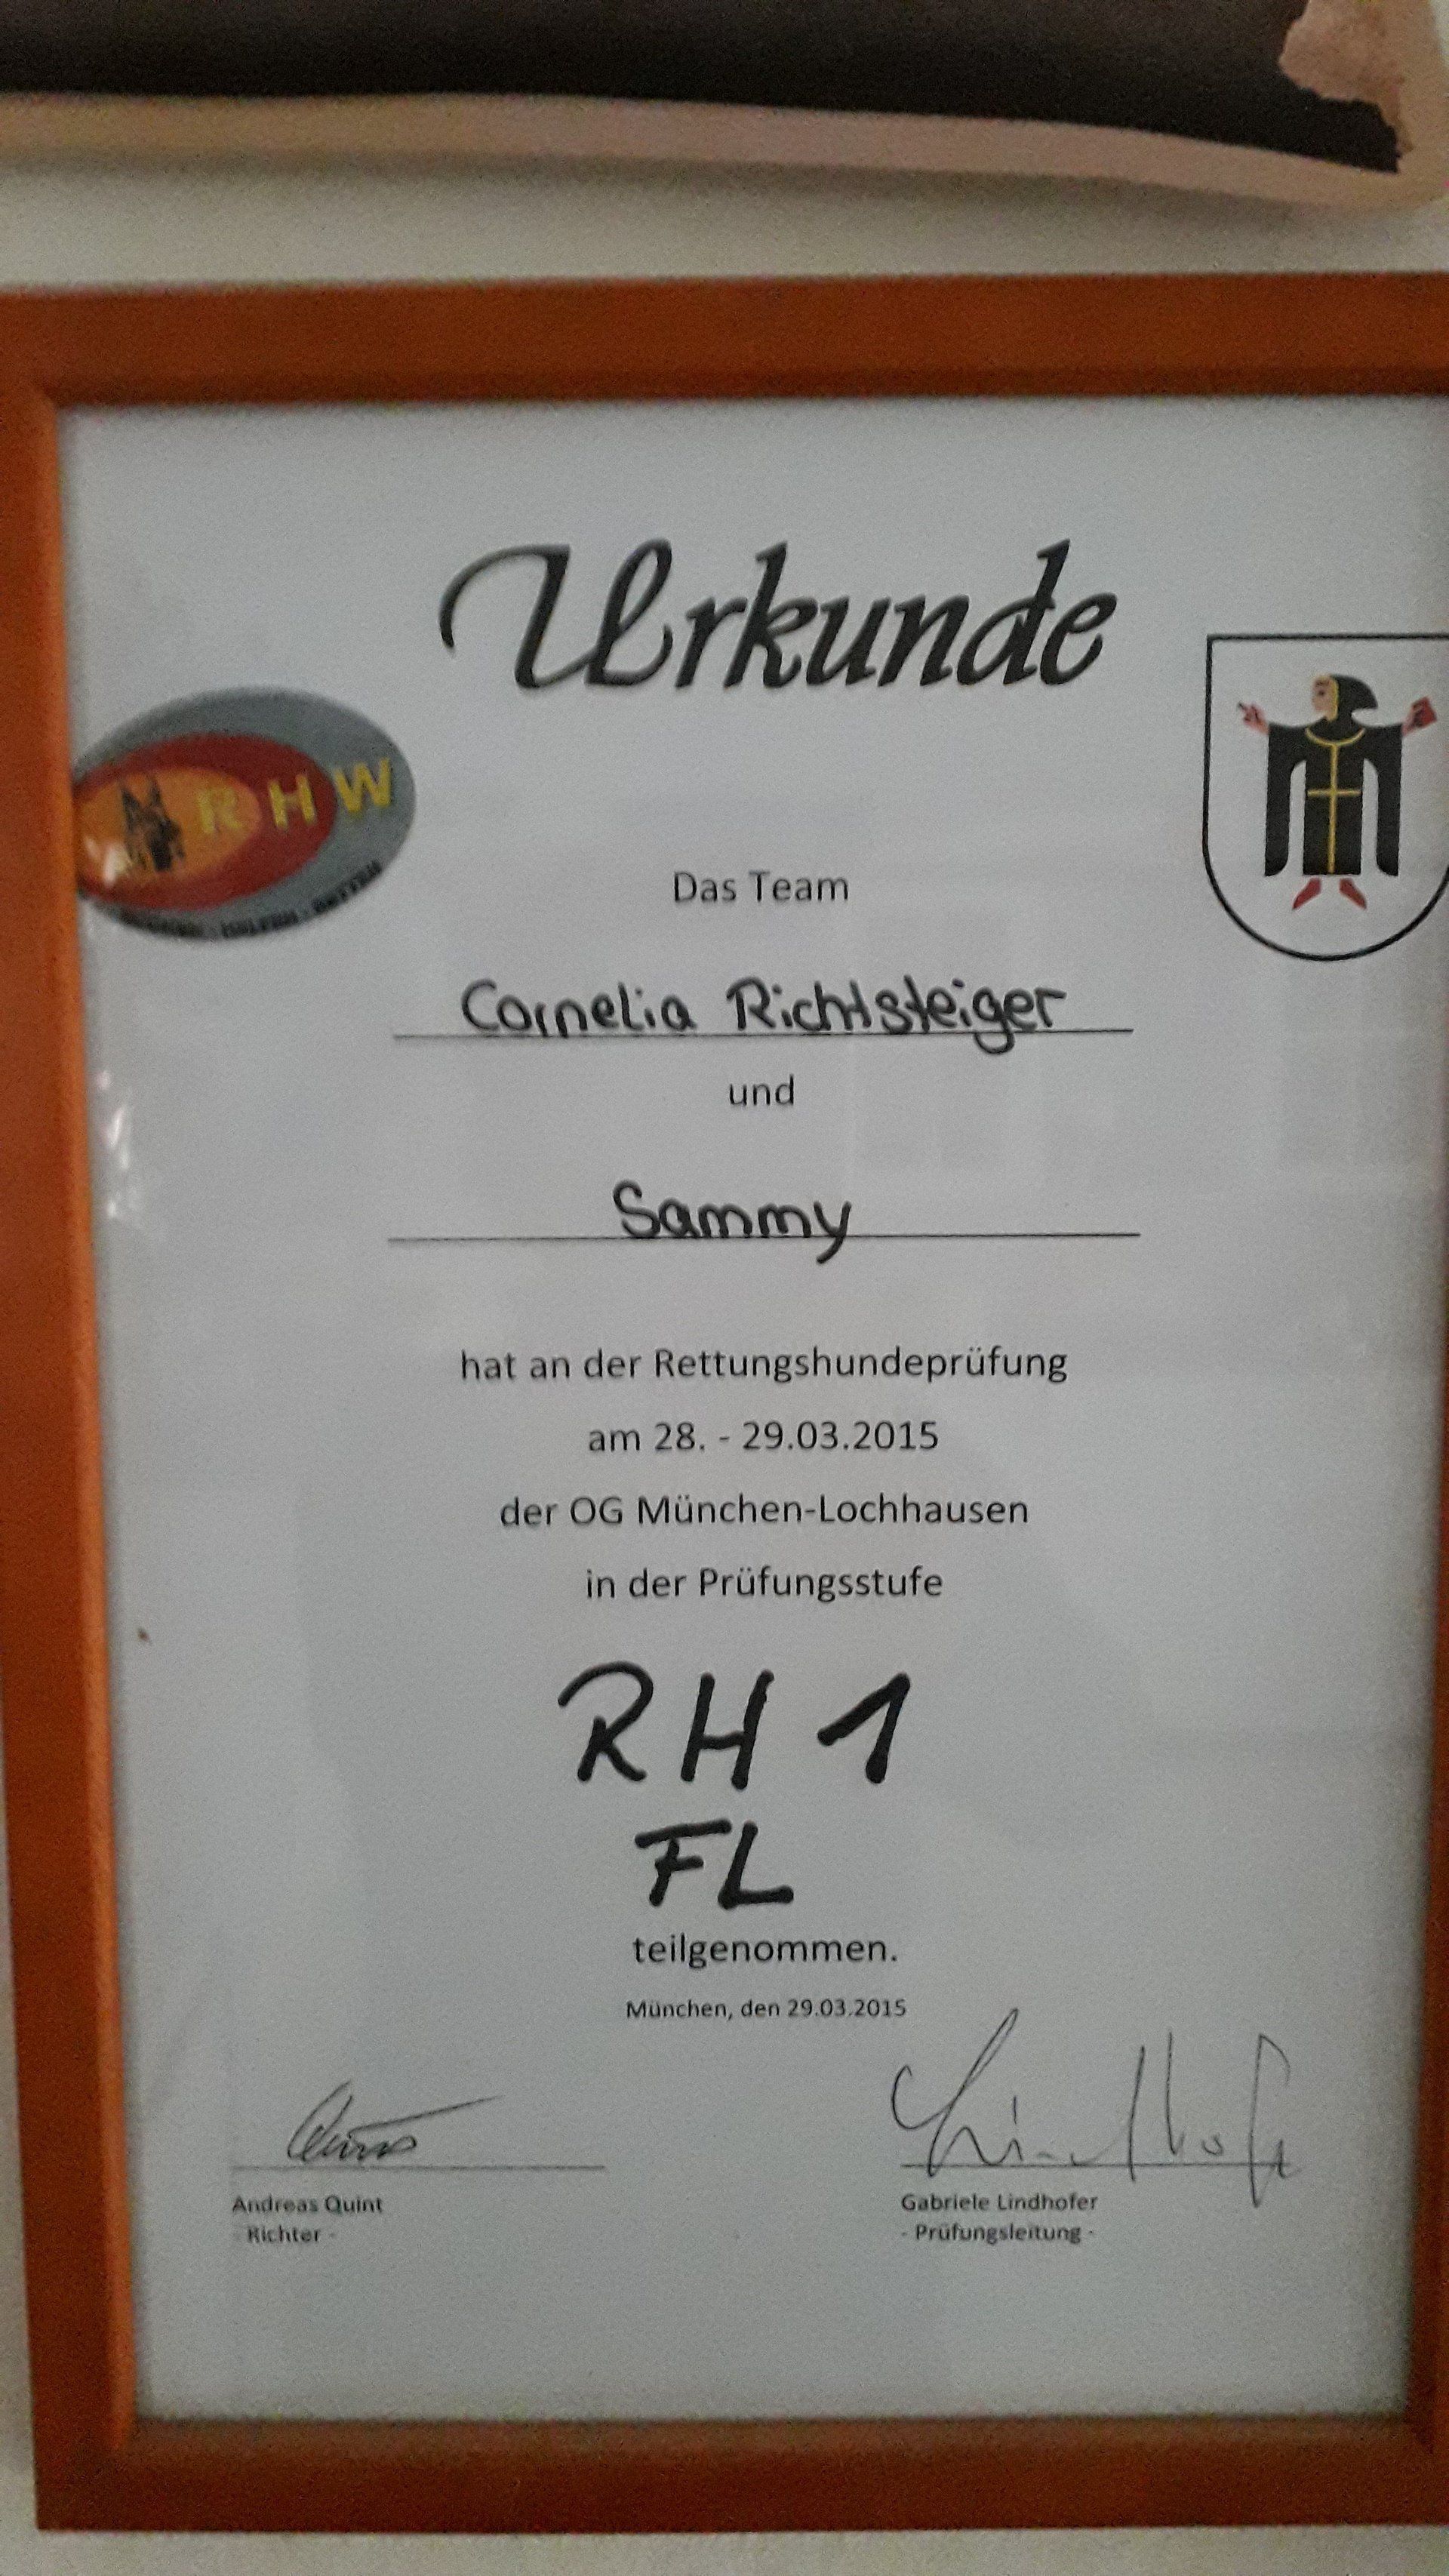 Urkunde
RHW
Das Team
Cornelia Richtsteiger
und
Sammy
hat an der Rettungshundeprüfung
am 28. - 29.03.2015
der OG München-Lochhausen
in der Prüfungsstufe
RH 1
FL
teilgenommen.
München, den 29.03.2015
Lindhofer
Andreas Quint
- Richter -
Gabriele Lindhofer
- Prüfungsleitung -